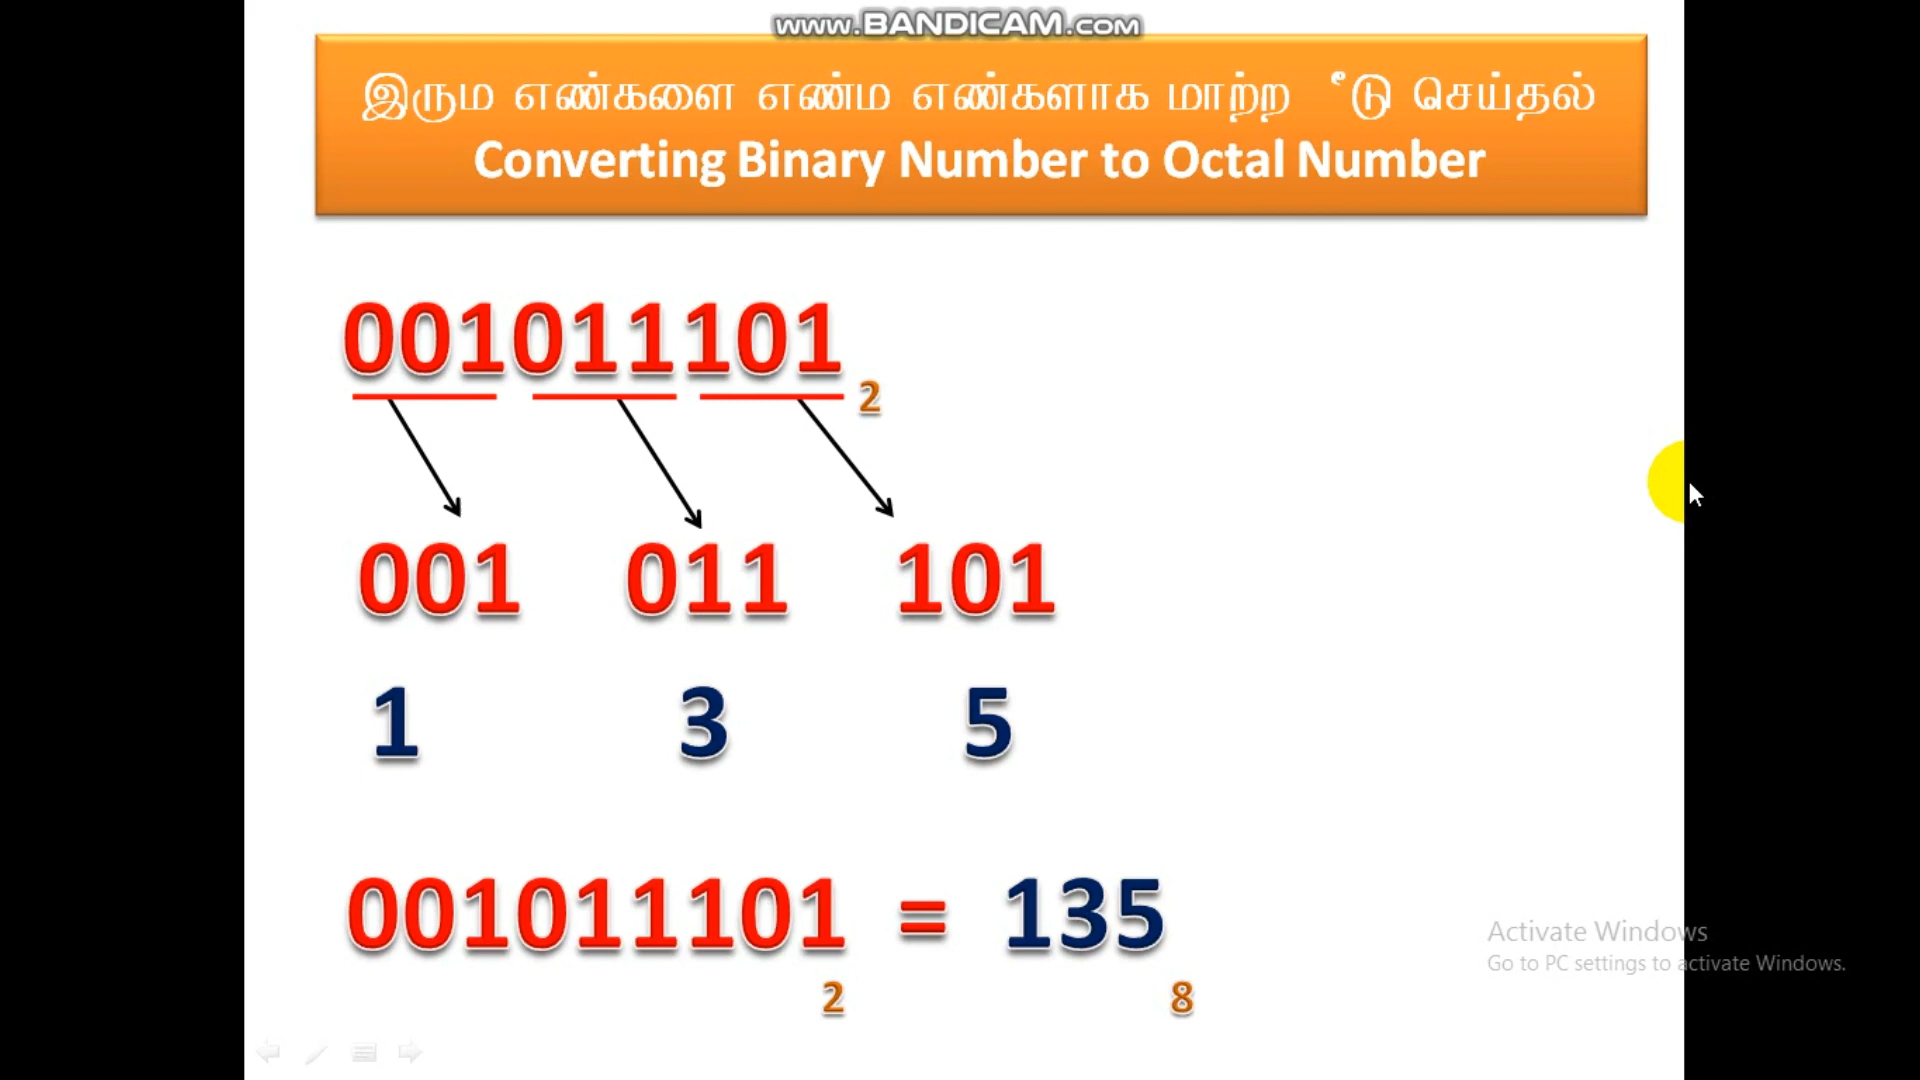 www.BANDICAM.com
இரும எண்களை எண்ம எண்களாக மாற்ற செய்தல்
Converting Binary Number to Octal Number
001011101
2
001 011 101
1 3 5
001011101 = 135
2 8
Activate Windows
Go to PC settings to activate Windows.